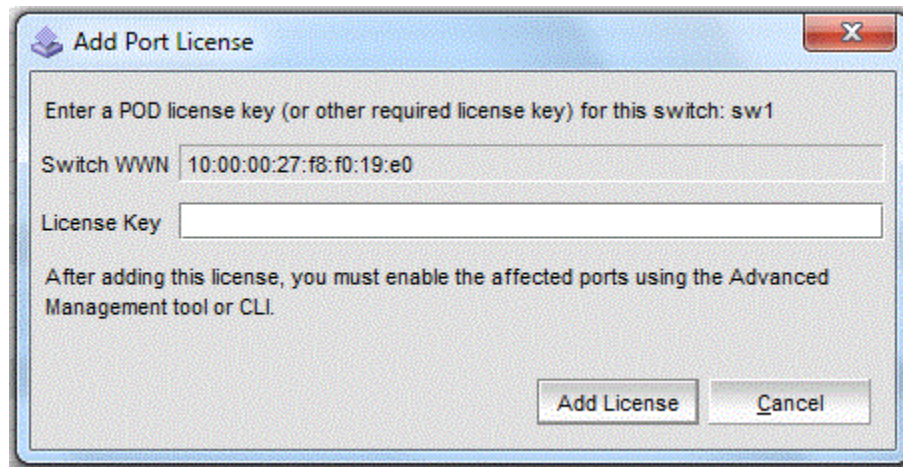 Add Port License
Enter a POD license key (or other required license key) for this switch: sw1
Switch WWN 10:00:00:27:f8:f0:19:e0
License Key
After adding this license, you must enable the affected ports using the Advanced
Management tool or CLI.
Add License Cancel